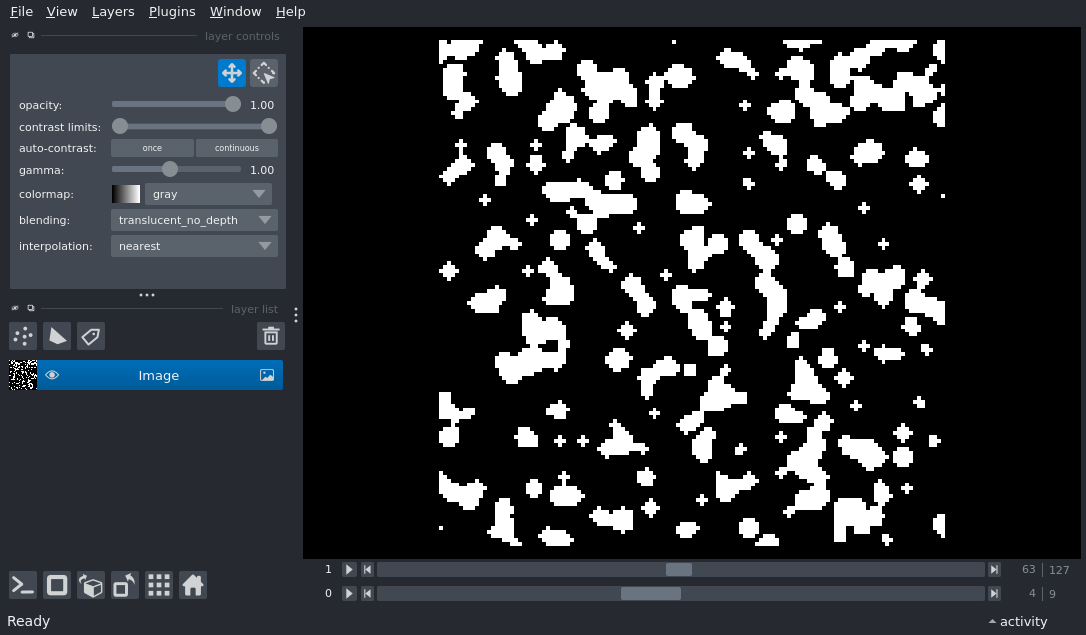 File View Layers Plugins Window Help
layer controls
opacity: 1.00
contrast limits:
auto-contrast: once continuous
gamma: 1.00
colormap: gray
blending: translucent_no_depth
interpolation: nearest
layer list
Image
1 63 127
0 4 9
Ready activity